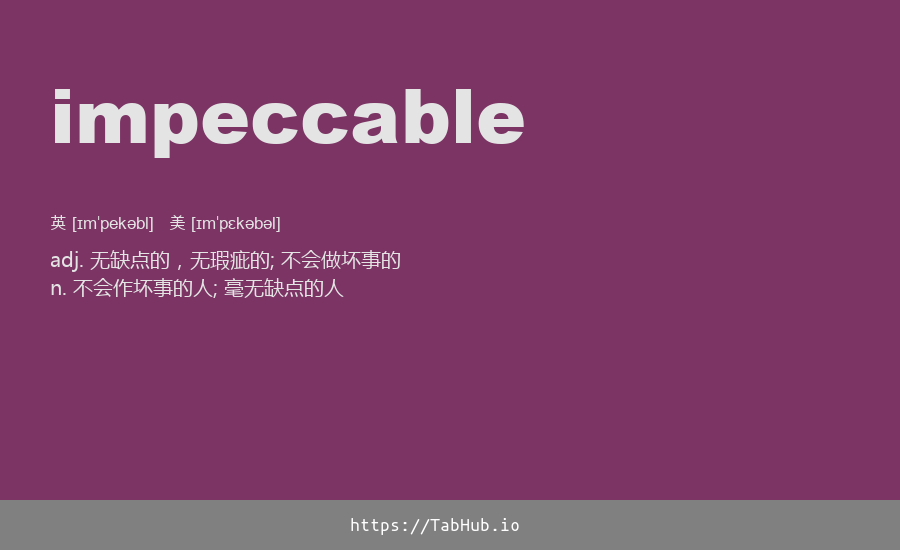 impeccable
英 [ɪmˈpekəbl] 美 [ɪmˈpɛkəbəl]
adj. 无缺点的，无瑕疵的; 不会做坏事的
n. 不会作坏事的人; 毫无缺点的人
https://TabHub.io